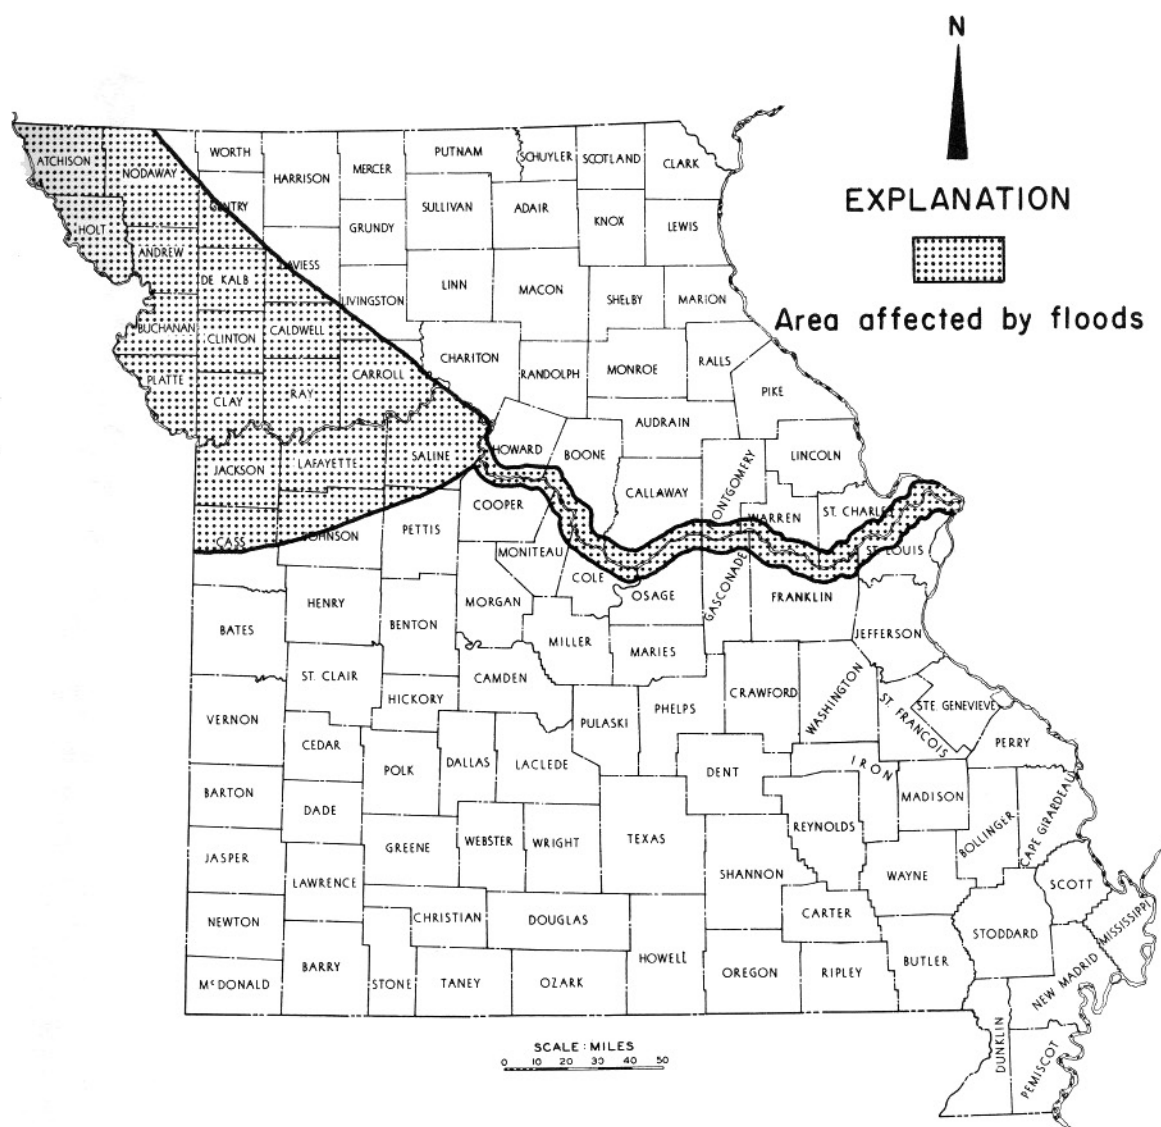 N
EXPLANATION
Area affected by floods
ATCHISON
NODAWAY
WORTH
HARRISON
MERCER
PUTNAM
SCHUYLER
SCOTLAND
CLARK
HOLT
ANDREW
SULLIVAN
ADAIR
KNOX
LEWIS
GRUNDY
DE KALB
LIVINGSTON
LINN
MACON
SHELBY
MARION
BUCHANAN
CLINTON
CALDWELL
CHARITON
RANDOLPH
MONROE
RALLS
PIKE
PLATTE
CLAY
RAY
CARROLL
AUDRAIN
JACKSON
LAFAYETTE
SALINE
HOWARD
BOONE
CALLAWAY
LINCOLN
COOPER
WARREN
CASS
PETTIS
MONITEAU
COLE
OSAGE
GASCONADE
FRANKLIN
ST. LOUIS
HENRY
BENTON
MORGAN
MILLER
MARIES
BATES
JEFFERSON
ST. CLAIR
HICKORY
CAMDEN
PULASKI
PHELPS
CRAWFORD
WASHINGTON
ST. FRANCOIS
STE GENEVIEVE
PERRY
VERNON
CEDAR
POLK
DALLAS
LACLEDE
DENT
IRON
MADISON
BOLLINGER
CAPE GIRARDEAU
BARTON
DADE
GREENE
WEBSTER
WRIGHT
TEXAS
REYNOLDS
JASPER
LAWRENCE
SHANNON
WAYNE
SCOTT
NEWTON
CHRISTIAN
DOUGLAS
CARTER
STODDARD
MISSISSIPPI
McDONALD
BARRY
STONE
TANEY
OZARK
HOWELL
OREGON
RIPLEY
BUTLER
NEW MADRID
DUNKLIN
PEMISCOT
SCALE : MILES
0 10 20 30 40 50